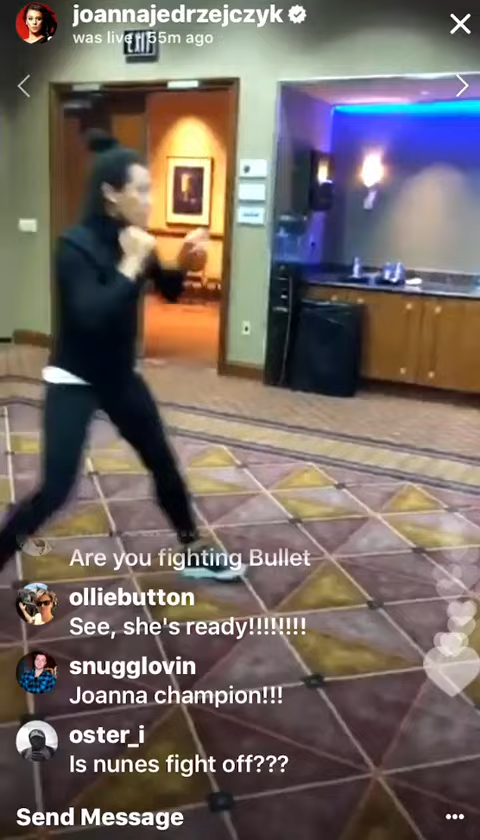 joannajedrzejczyk
was live • 55m ago
EXIT
Are you fighting Bullet
olliebutton
See, she's ready!!!!!!!!
snugglovin
Joanna champion!!!
oster_i
Is nunes fight off???
Send Message